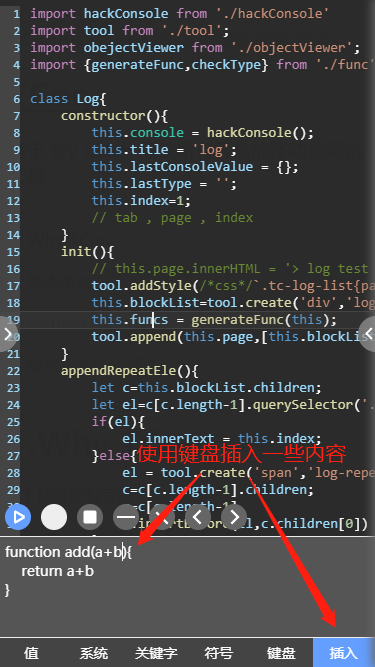 1 import hackConsole from './hackConsole'
2 import tool from './tool';
3 import obejectViewer from './objectViewer';
4 import {generateFunc,checkType} from './func'
5
6 class Log{
7 constructor(){
8 this.console = hackConsole();
9 this.title = 'log';
10 this.lastConsoleValue = {};
11 this.lastType = '';
12 this.index=1;
13 // tab , page , index
14 }
15 init(){
16 // this.page.innerHTML = '> log test
17 tool.addStyle(/*css*/`.tc-log-list{pa
18 this.blockList=tool.create('div','log
19 this.funcs = generateFunc(this);
20 tool.append(this.page,[this.blockLis
21 }
22 appendRepeatEle(){
23 let c=this.blockList.children;
24 let el=c[c.length-1].querySelector('.
25 if(el){
26 el.innerText = this.index;
27 }else{
使用键盘插入一些内容
28 el = tool.create('span','log-repe
29 c=c[c.length-1].children;
c[c.length-1]
c.children[0])
function add(a+b){
return a+b
}
值 系统 关键字 符号 键盘 插入